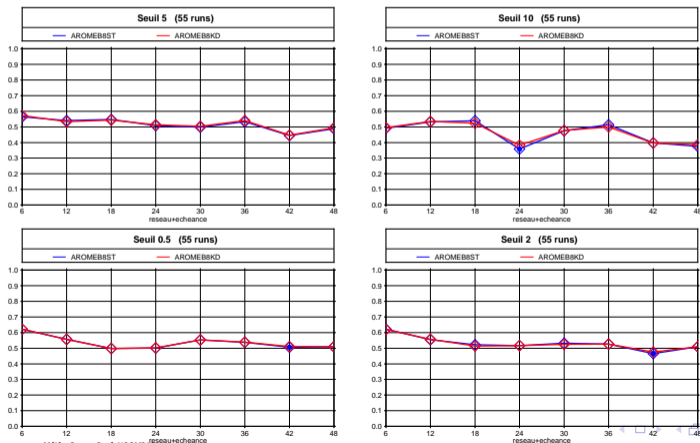 Seuil 5 (55 runs)
AROMEB8ST AROMEB8KD
1.0
0.9
0.8
0.7
0.6
0.5
0.4
0.3
0.2
0.1
0.0
6 12 18 24 30 36 42 48
reseau+echeance
Seuil 10 (55 runs)
AROMEB8ST AROMEB8KD
1.0
0.9
0.8
0.7
0.6
0.5
0.4
0.3
0.2
0.1
0.0
6 12 18 24 30 36 42 48
reseau+echeance
Seuil 0.5 (55 runs)
AROMEB8ST AROMEB8KD
1.0
0.9
0.8
0.7
0.6
0.5
0.4
0.3
0.2
0.1
0.0
6 12 18 24 30 36 42 48
reseau+echeance
Seuil 2 (55 runs)
AROMEB8ST AROMEB8KD
1.0
0.9
0.8
0.7
0.6
0.5
0.4
0.3
0.2
0.1
0.0
6 12 18 24 30 36 42 48
reseau+echeance